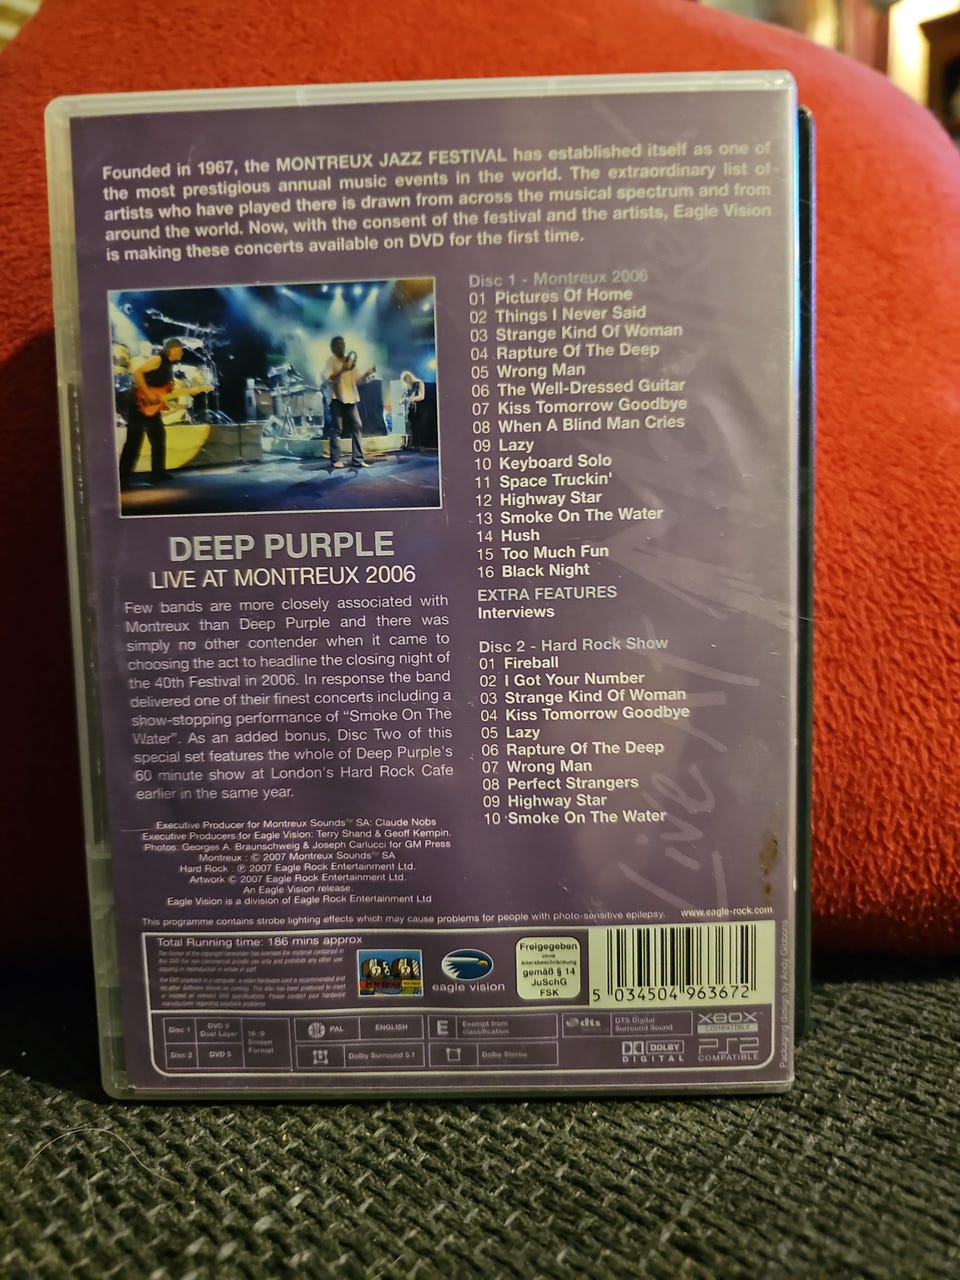 Founded in 1967, the MONTREUX JAZZ FESTIVAL has established itself as one of
the most prestigious annual music events in the world. The extraordinary list of
artists who have played there is drawn from across the musical spectrum and from
around the world. Now, with the consent of the festival and the artists, Eagle Vision
is making these concerts available on DVD for the first time.
DEEP PURPLE
LIVE AT MONTREUX 2006
Few bands are more closely associated with
Montreux than Deep Purple and there was
simply no other contender when it came to
choosing the act to headline the closing night of
the 40th Festival in 2006. In response the band
delivered one of their finest concerts including a
show-stopping performance of “Smoke On The
Water”. As an added bonus, Disc Two of this
special set features the whole of Deep Purple's
60 minute show at London's Hard Rock Cafe
earlier in the same year.
Disc 1 - Montreux 2006
01 Pictures Of Home
02 Things I Never Said
03 Strange Kind Of Woman
04 Rapture Of The Deep
05 Wrong Man
06 The Well-Dressed Guitar
07 Kiss Tomorrow Goodbye
08 When A Blind Man Cries
09 Lazy
10 Keyboard Solo
11 Space Truckin'
12 Highway Star
13 Smoke On The Water
14 Hush
15 Too Much Fun
16 Black Night
EXTRA FEATURES
Interviews
Disc 2 - Hard Rock Show
01 Fireball
02 I Got Your Number
03 Strange Kind Of Woman
04 Kiss Tomorrow Goodbye
05 Lazy
06 Rapture Of The Deep
07 Wrong Man
08 Perfect Strangers
09 Highway Star
10 Smoke On The Water
Live At Montreux
Executive Producer for Montreux Sounds™ SA: Claude Nobs
Executive Producers for Eagle Vision: Terry Shand & Geoff Kempin.
Photos: Georges A. Braunschweig & Joseph Carlucci for GM Press
Montreux : © 2007 Montreux Sounds™ SA
Hard Rock : ℗ 2007 Eagle Rock Entertainment Ltd.
Artwork © 2007 Eagle Rock Entertainment Ltd.
An Eagle Vision release.
Eagle Vision is a division of Eagle Rock Entertainment Ltd
This programme contains strobe lighting effects which may cause problems for people with photo-sensitive epilepsy. www.eagle-rock.com
Total Running time: 186 mins approx
eagle vision
Freigegeben
ohne
Altersbeschränkung
gemäß § 14
JuSchG
FSK
5 034504 963672
Packaging design by Andy Gibbons
Disc 1
DVD 9
Dual Layer
Disc 2
DVD 5
16:9
Screen
Format
PAL
ENGLISH
Dolby Surround 5.1
E
Exempt from
classification
Dolby Stereo
dts
DTS Digital
Surround Sound
DOLBY
DIGITAL
XBOX
COMPATIBLE
PS2
COMPATIBLE